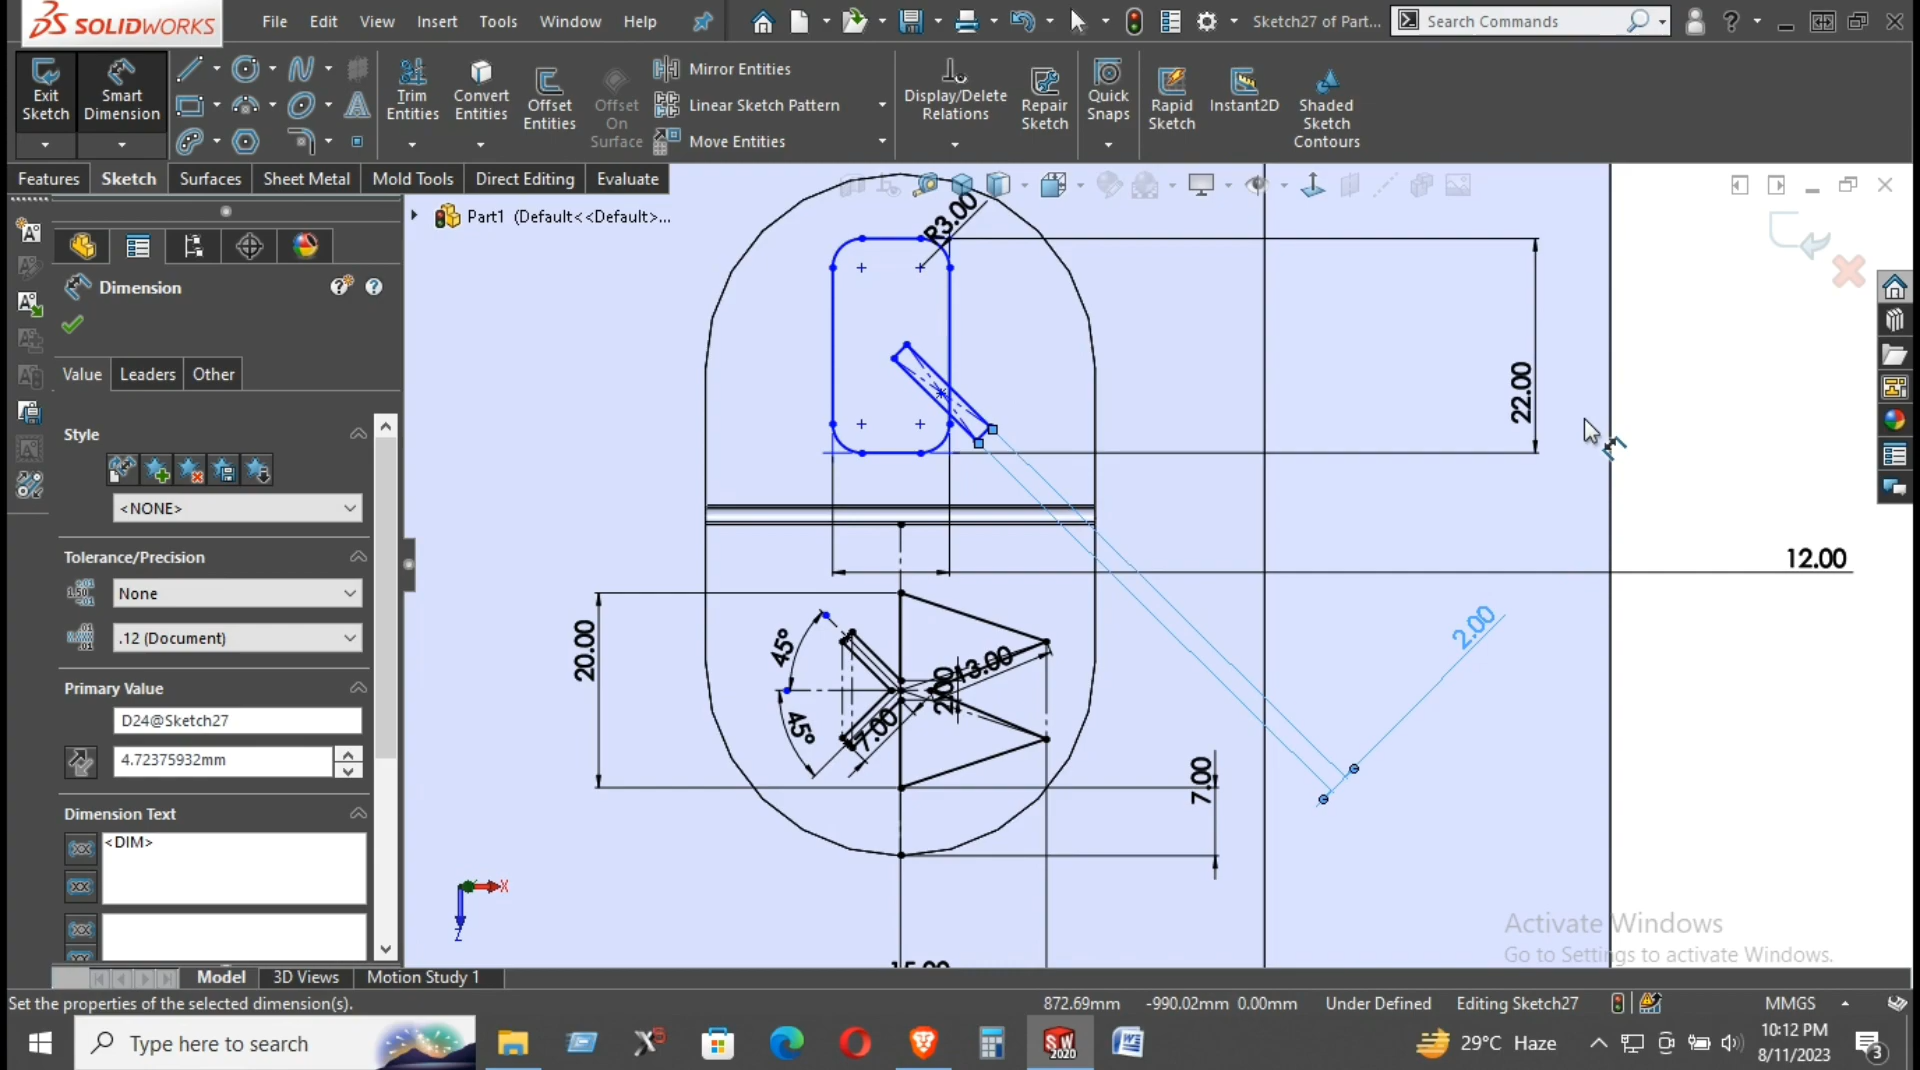 SOLIDWORKS
File Edit View Insert Tools Window Help
Sketch27 of Part...
Search Commands
Exit Sketch
Smart Dimension
Trim Entities
Convert Entities
Offset Entities
Offset On Surface
Mirror Entities
Linear Sketch Pattern
Move Entities
Display/Delete Relations
Repair Sketch
Quick Snaps
Rapid Sketch
Instant2D
Shaded Sketch Contours
Features Sketch Surfaces Sheet Metal Mold Tools Direct Editing Evaluate
Part1 (Default<<Default>...
Dimension
Value Leaders Other
Style
<NONE>
Tolerance/Precision
None
.12 (Document)
Primary Value
D24@Sketch27
4.72375932mm
Dimension Text
<DIM>
R3.00
22.00
12.00
2.00
20.00
45°
45°
13.00
2.00
7.00
7.00
15.00
X
Z
Activate Windows
Go to Settings to activate Windows.
Model 3D Views Motion Study 1
Set the properties of the selected dimension(s).
872.69mm -990.02mm 0.00mm Under Defined Editing Sketch27 MMGS
Type here to search
SW 2020
29°C Haze
10:12 PM
8/11/2023
3